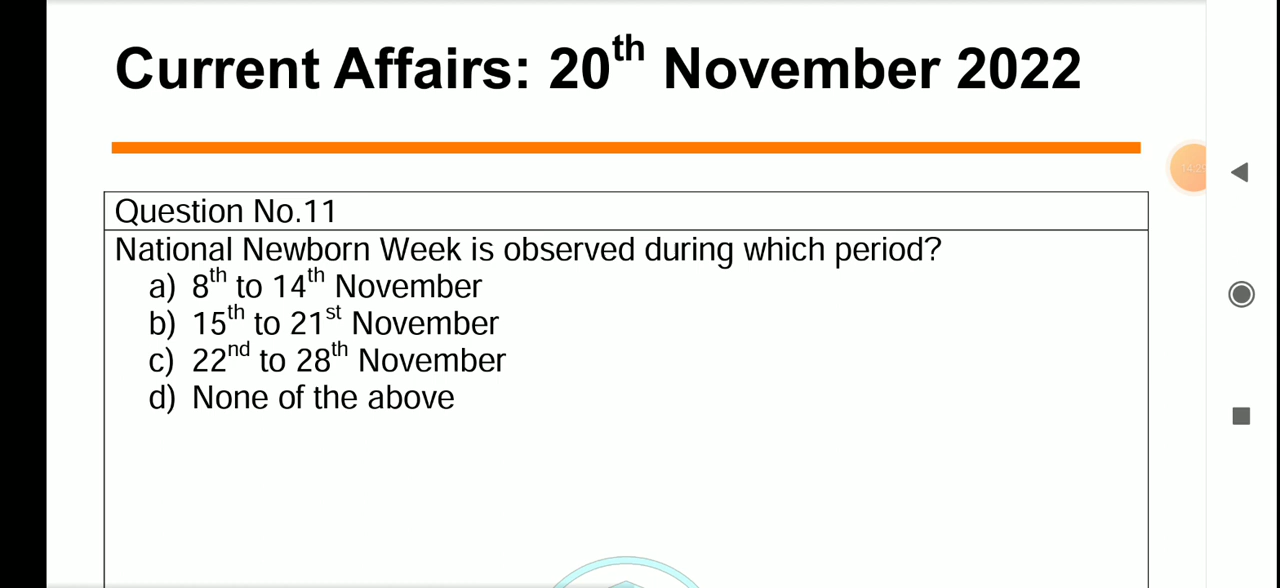 Current Affairs: 20th November 2022
Question No.11
National Newborn Week is observed during which period?
a) 8th to 14th November
b) 15th to 21st November
c) 22nd to 28th November
d) None of the above